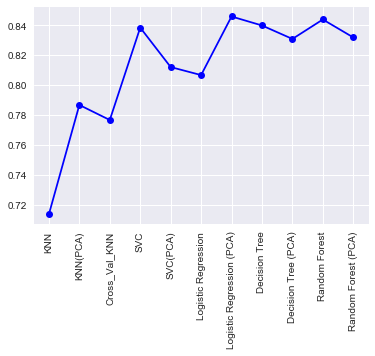 0.84
0.82
0.80
0.78
0.76
0.74
0.72
KNN
KNN(PCA)
Cross_Val_KNN
SVC
SVC(PCA)
Logistic Regression
Logistic Regression (PCA)
Decision Tree
Decision Tree (PCA)
Random Forest
Random Forest (PCA)